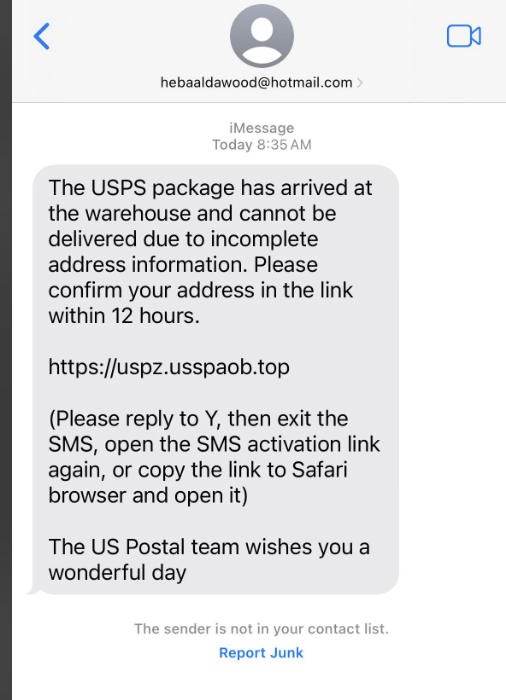 hebaaldawood@hotmail.com
iMessage
Today 8:35 AM
The USPS package has arrived at
the warehouse and cannot be
delivered due to incomplete
address information. Please
confirm your address in the link
within 12 hours.
https://uspz.usspaob.top
(Please reply to Y, then exit the
SMS, open the SMS activation link
again, or copy the link to Safari
browser and open it)
The US Postal team wishes you a
wonderful day
The sender is not in your contact list.
Report Junk